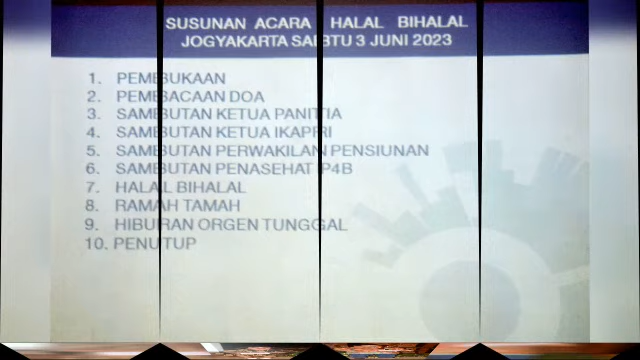 SUSUNAN ACARA HALAL BIHALAL
JOGYAKARTA SABTU 3 JUNI 2023
1. PEMBUKAAN
2. PEMBACAAN DOA
3. SAMBUTAN KETUA PANITIA
4. SAMBUTAN KETUA IKAPRI
5. SAMBUTAN PERWAKILAN PENSIUNAN
6. SAMBUTAN PENASEHAT IP4B
7. HALAL BIHALAL
8. RAMAH TAMAH
9. HIBURAN ORGEN TUNGGAL
10. PENUTUP